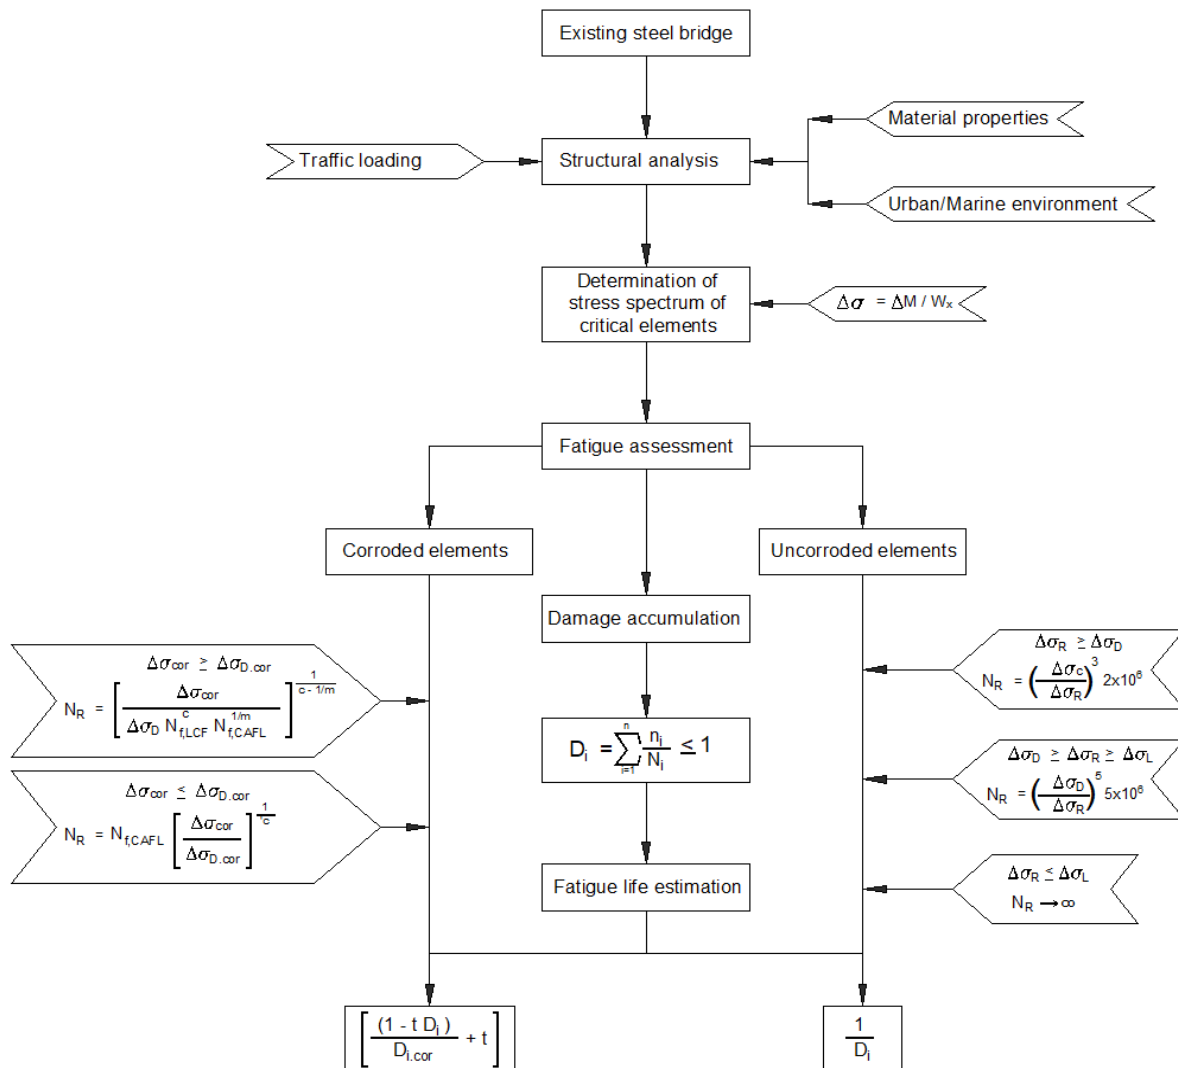 Existing steel bridge
Material properties
Traffic loading
Structural analysis
Urban/Marine environment
Determination of
stress spectrum of
critical elements
Δσ = ΔM / Wₓ
Fatigue assessment
Corroded elements
Uncorroded elements
Damage accumulation
Δσcor ≥ ΔσD.cor
NR = [ Δσcor / ΔσD N^c f,LCF N^1/m f,CAFL ]^ 1 / c - 1/m
ΔσR ≥ ΔσD
NR = ( Δσc / ΔσR )^3 2x10^6
Di = ∑ n i=1 ni / Ni ≤ 1
ΔσD ≥ ΔσR ≥ ΔσL
NR = ( ΔσD / ΔσR )^5 5x10^6
Δσcor ≤ ΔσD.cor
NR = Nf,CAFL [ Δσcor / ΔσD.cor ]^ 1 / c
Fatigue life estimation
ΔσR ≤ ΔσL
NR → ∞
[ (1 - t Di ) / Di.cor + t ]
1 / Di